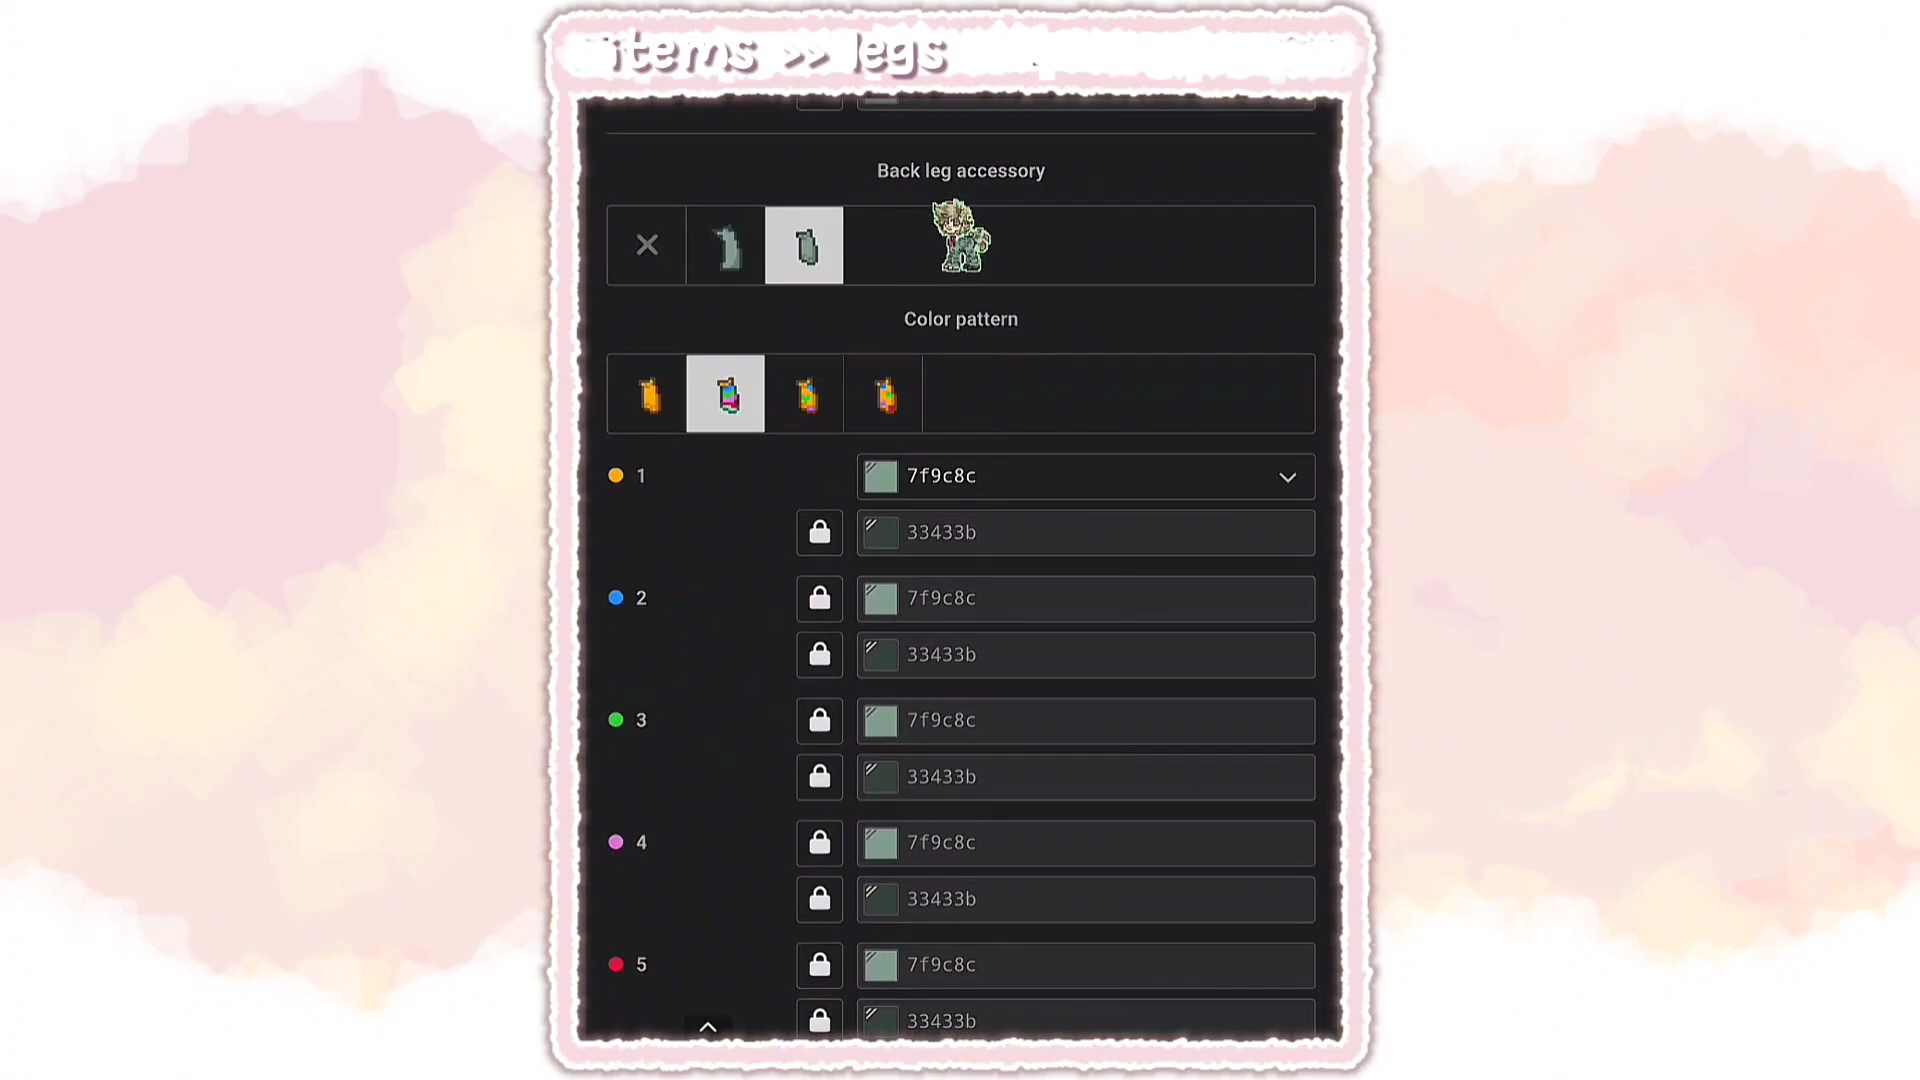 items >> legs
Back leg accessory
Color pattern
1 7f9c8c
33433b
2 7f9c8c
33433b
3 7f9c8c
33433b
4 7f9c8c
33433b
5 7f9c8c
33433b